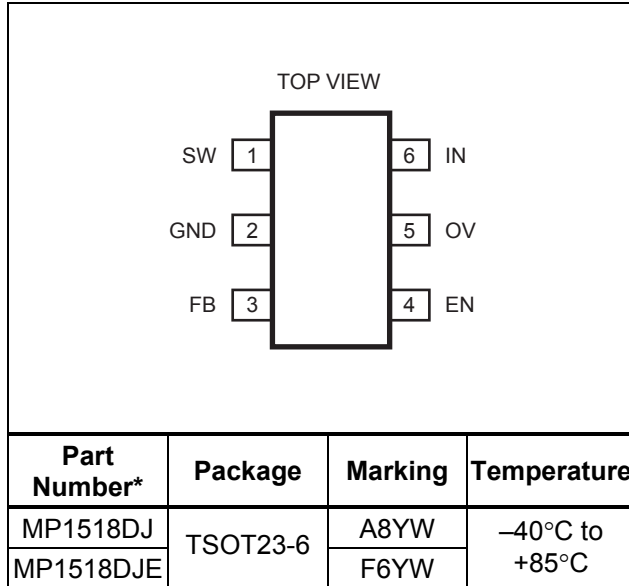 TOP VIEW
SW 1 6 IN
GND 2 5 OV
FB 3 4 EN
Part Number* Package Marking Temperature
MP1518DJ TSOT23-6 A8YW –40°C to +85°C
MP1518DJE F6YW